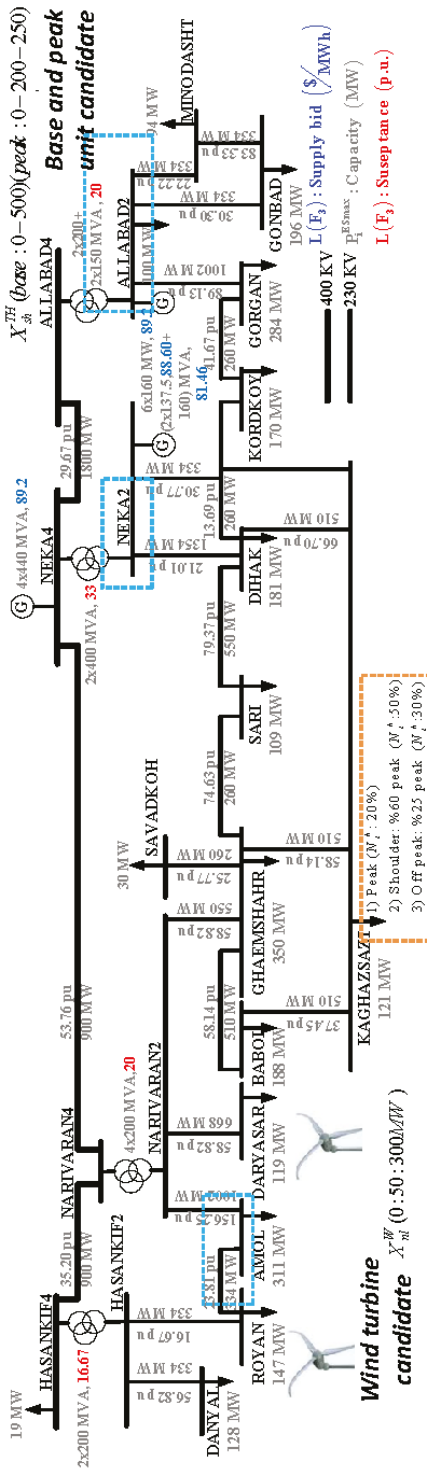 19 MW
HASANKIF4
2x200 MVA, 16.67
35.20 pu
900 MW
NARIVARAN4
53.76 pu
900 MW
4x440 MVA, 89.2
G
NEKA4
2x400 MVA, 33
29.67 pu
1800 MW
ALLABAD4
X_sh^TH (base : 0−500)(peak : 0−200−250)
Base and peak
unit candidate
2x200+
2x150 MVA, 20
HASANKIF2
4x200 MVA, 20
NARIVARAN2
NEKA2
G
6x160 MW, 89.2
(2x137.5, 88.60+
160) MVA,
81.46
G
ALLABAD2
100 MW
94 MW
MINODASHT
22.22 pu
334 MW
30.30 pu
334 MW
83.33 pu
334 MW
GONBAD
196 MW
89.13 pu
1002 MW
GORGAN
284 MW
41.67 pu
260 MW
KORDKOY
170 MW
30.77 pu
334 MW
13.69 pu
260 MW
21.01 pu
1354 MW
DIHAK
181 MW
66.70 pu
510 MW
79.37 pu
550 MW
SARI
109 MW
74.63 pu
260 MW
30 MW
SAVADKOH
25.77 pu
260 MW
58.82 pu
550 MW
GHAEMSHAHR
350 MW
58.14 pu
510 MW
58.14 pu
510 MW
BABOL
188 MW
37.45 pu
510 MW
KAGHAZSAZI
121 MW
58.82 pu
668 MW
DARYASAR
119 MW
1002 MW
AMOL
311 MW
334 MW
ROYAN
147 MW
16.67 pu
334 MW
56.82 pu
334 MW
DANYAL
128 MW
Wind turbine
candidate X_nl^W (0 : 50 : 300MW)
1) Peak (N_t^h: 20%)
2) Shoulder: %60 peak (N_t^h:50%)
3) Off peak: %25 peak (N_t^h:30%)
400 KV
230 KV
L(F₃): Supply bid ($/MWh)
P_i^ESmax: Capacity (MW)
L(F₃): Suseptance (p.u.)